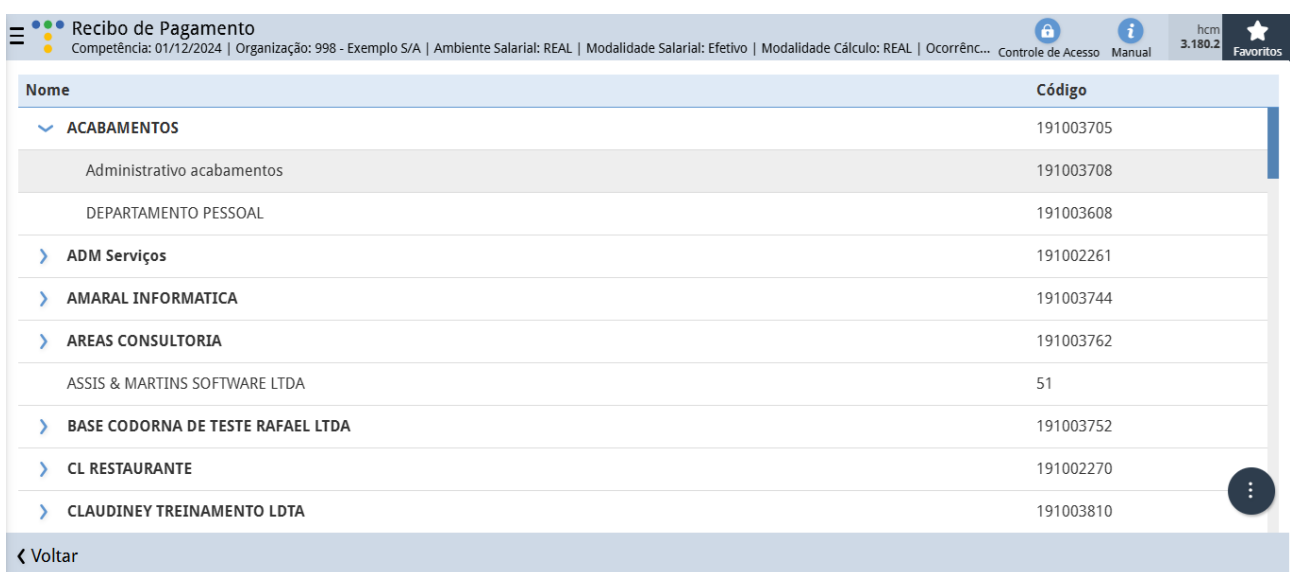 Recibo de Pagamento
Competência: 01/12/2024 | Organização: 998 - Exemplo S/A | Ambiente Salarial: REAL | Modalidade Salarial: Efetivo | Modalidade Cálculo: REAL | Ocorrênc...
Controle de Acesso
Manual
hcm
3.180.2
Favoritos
Nome Código
ACABAMENTOS 191003705
Administrativo acabamentos 191003708
DEPARTAMENTO PESSOAL 191003608
ADM Serviços 191002261
AMARAL INFORMATICA 191003744
AREAS CONSULTORIA 191003762
ASSIS & MARTINS SOFTWARE LTDA 51
BASE CODORNA DE TESTE RAFAEL LTDA 191003752
CL RESTAURANTE 191002270
CLAUDINEY TREINAMENTO LDTA 191003810
Voltar